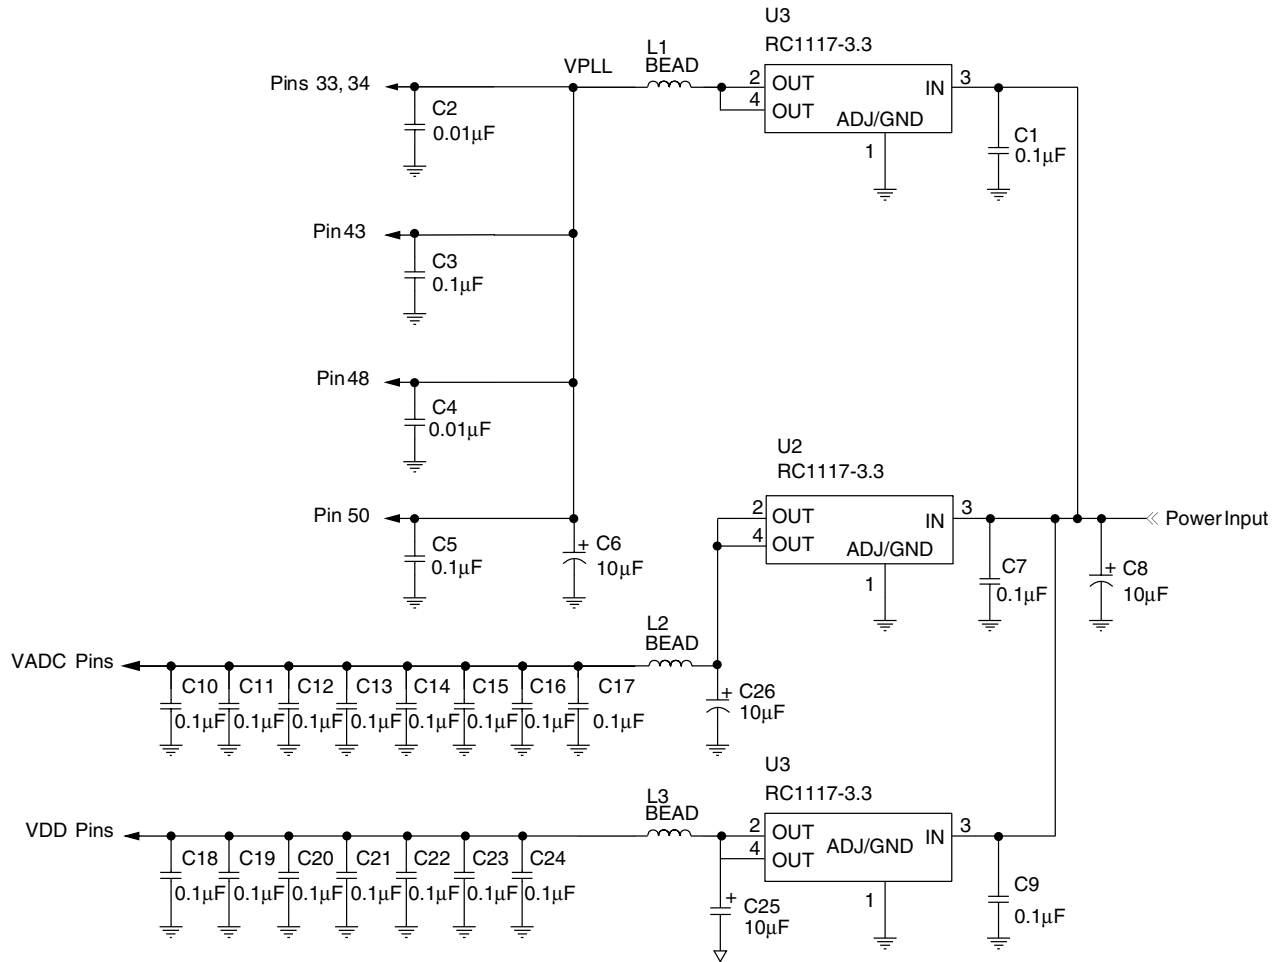 U3
RC1117-3.3
L1
BEAD
VPLL
Pins 33, 34
2
OUT
4
OUT
IN
3
ADJ/GND
1
C1
0.1µF
C2
0.01µF
Pin 43
C3
0.1µF
Pin 48
C4
0.01µF
U2
RC1117-3.3
Pin 50
2
OUT
4
OUT
IN
3
ADJ/GND
1
Power Input
C5
0.1µF
+ C6
10µF
C7
0.1µF
+ C8
10µF
L2
BEAD
VADC Pins
C10 C11 C12 C13 C14 C15 C16 C17
0.1µF 0.1µF 0.1µF 0.1µF 0.1µF 0.1µF 0.1µF 0.1µF
+ C26
10µF
U3
RC1117-3.3
L3
BEAD
VDD Pins
2
OUT
4
OUT
IN
3
ADJ/GND
1
C18 C19 C20 C21 C22 C23 C24
0.1µF 0.1µF 0.1µF 0.1µF 0.1µF 0.1µF 0.1µF
+ C25
10µF
C9
0.1µF